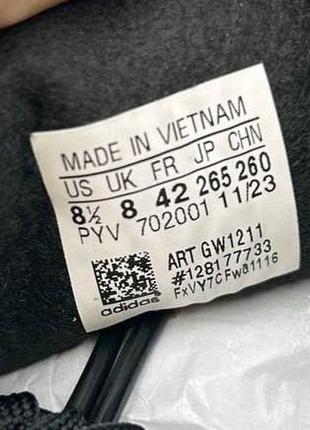 MADE IN VIETNAM
US UK FR JP CHN
8½ 8 42 265 260
PYV 702001 11/23
ART GW1211
#128177733
FxVY7CFw01116
adidas